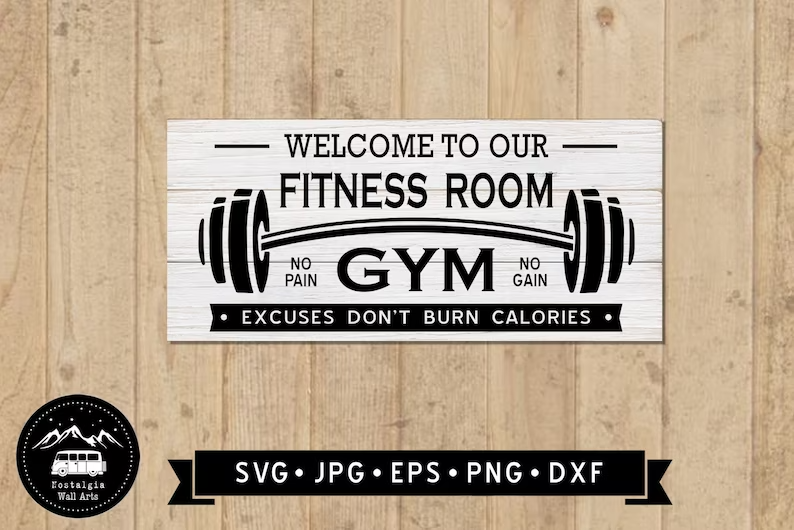 WELCOME TO OUR
FITNESS ROOM
NO PAIN
GYM
NO GAIN
• EXCUSES DON'T BURN CALORIES •
Nostalgia
Wall Arts
SVG • JPG • EPS • PNG • DXF